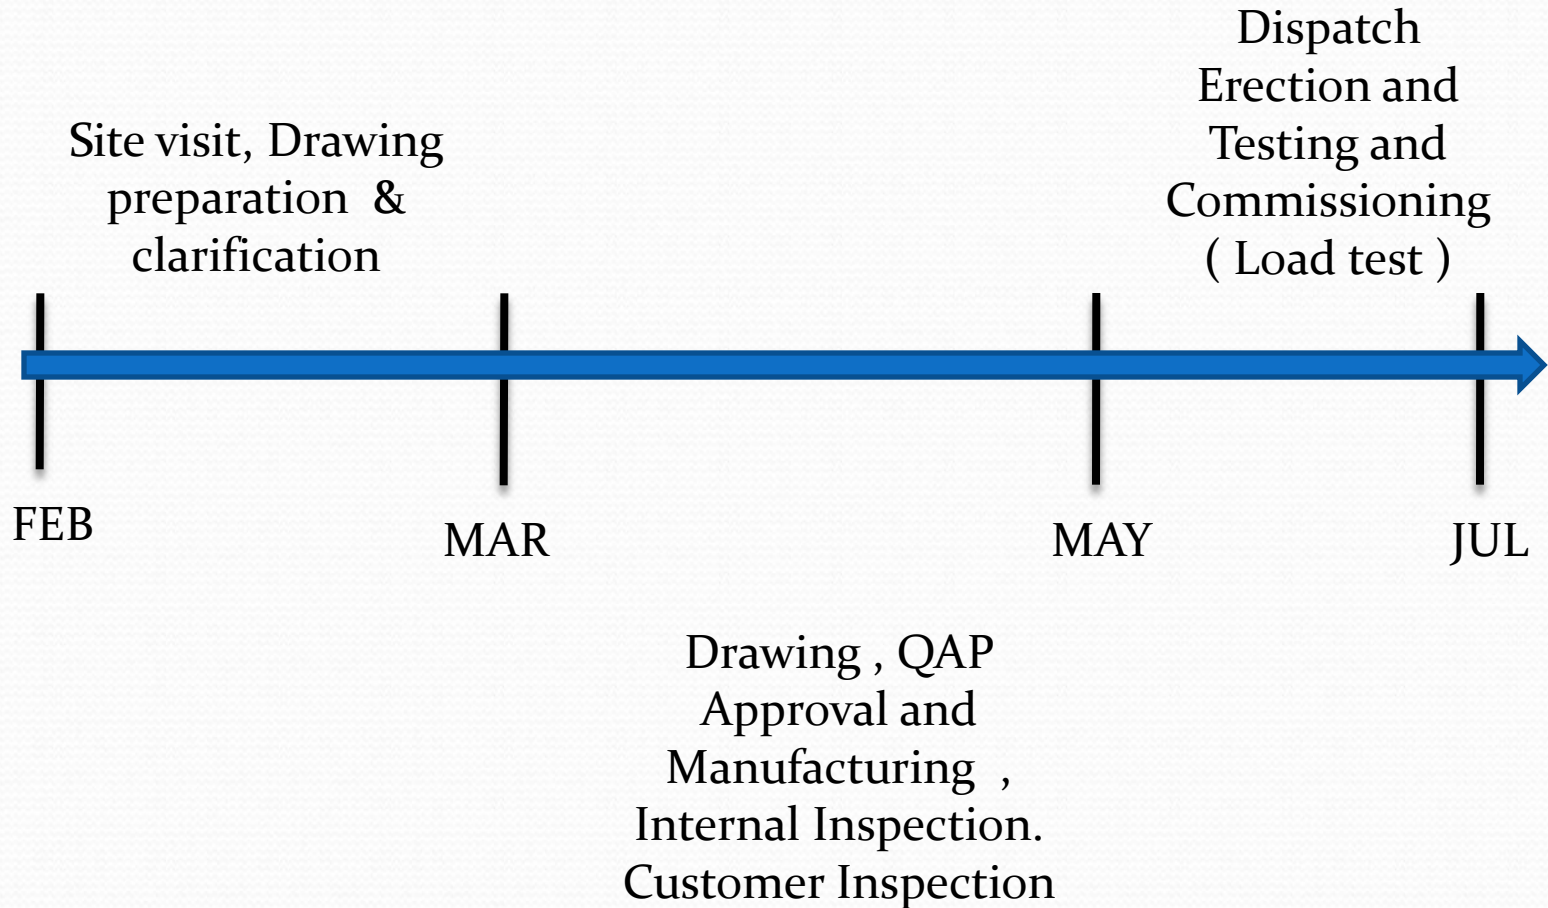 Site visit, Drawing
preparation & 
clarification
Dispatch
Erection and
Testing and
Commissioning
( Load test )
FEB
MAR
MAY
JUL
Drawing , QAP
Approval and
Manufacturing ,
Internal Inspection.
Customer Inspection